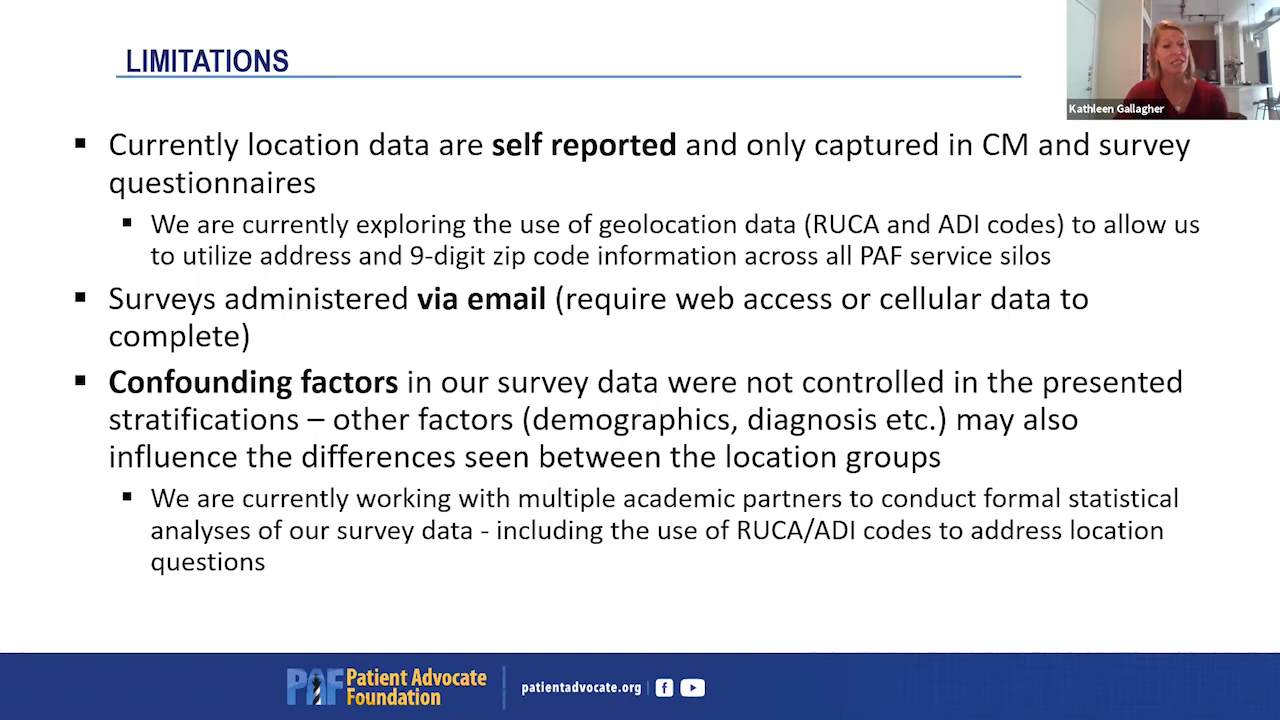 LIMITATIONS
Kathleen Gallagher
▪ Currently location data are self reported and only captured in CM and survey
questionnaires
▪ We are currently exploring the use of geolocation data (RUCA and ADI codes) to allow us
to utilize address and 9-digit zip code information across all PAF service silos
▪ Surveys administered via email (require web access or cellular data to
complete)
▪ Confounding factors in our survey data were not controlled in the presented
stratifications – other factors (demographics, diagnosis etc.) may also
influence the differences seen between the location groups
▪ We are currently working with multiple academic partners to conduct formal statistical
analyses of our survey data - including the use of RUCA/ADI codes to address location
questions
PAF Patient Advocate
Foundation
patientadvocate.org